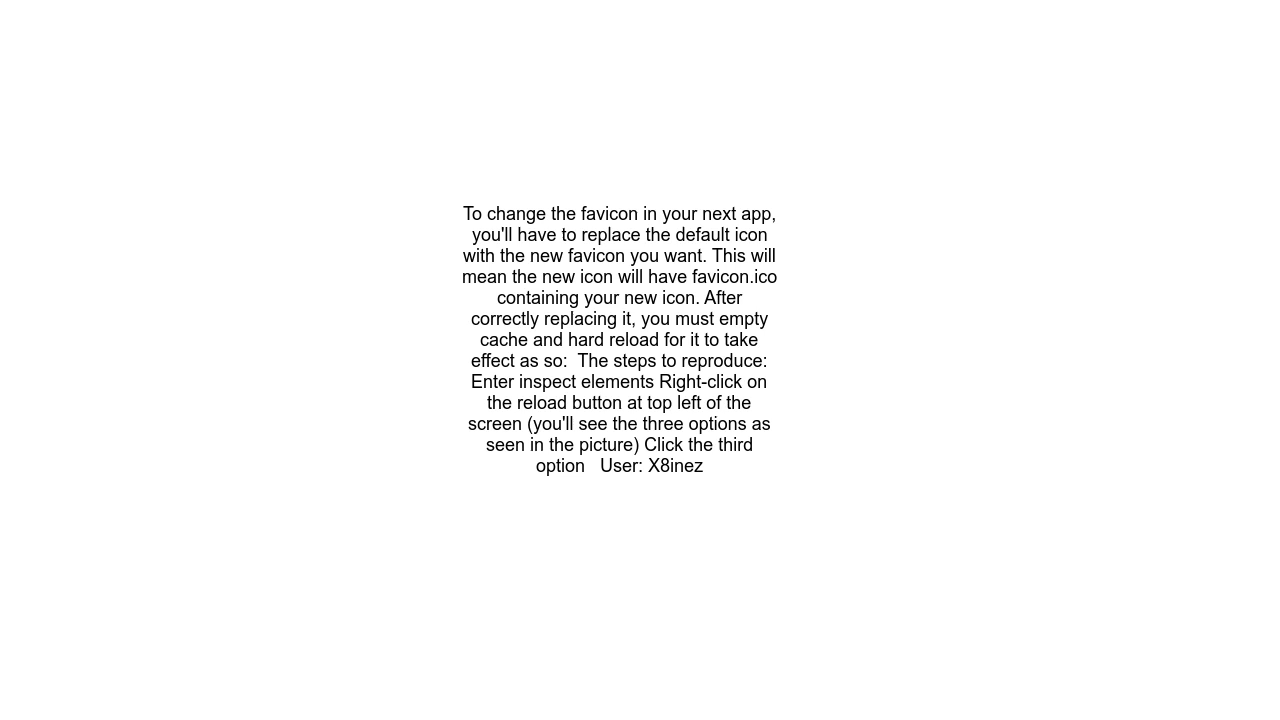 To change the favicon in your next app,
you'll have to replace the default icon
with the new favicon you want. This will
mean the new icon will have favicon.ico
containing your new icon. After
correctly replacing it, you must empty
cache and hard reload for it to take
effect as so:  The steps to reproduce:
Enter inspect elements Right-click on
the reload button at top left of the
screen (you'll see the three options as
seen in the picture) Click the third
option   User: X8inez